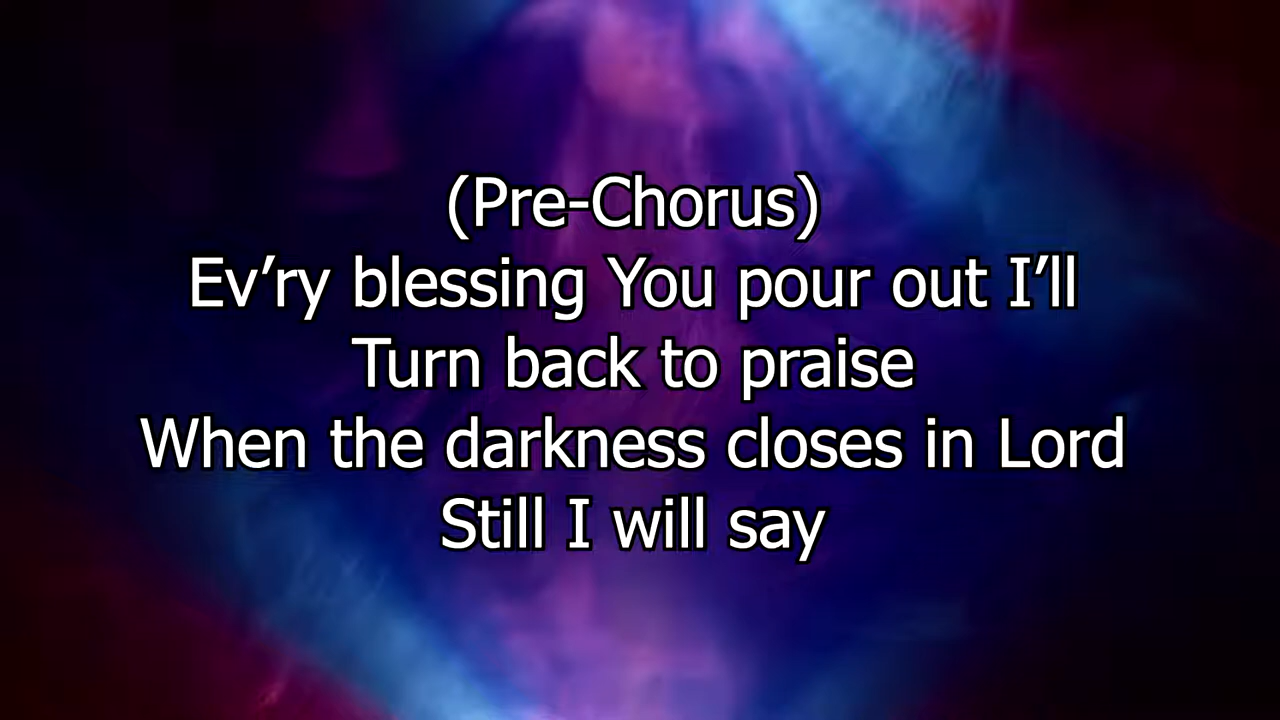 (Pre-Chorus)
Ev’ry blessing You pour out I’ll
Turn back to praise
When the darkness closes in Lord
Still I will say